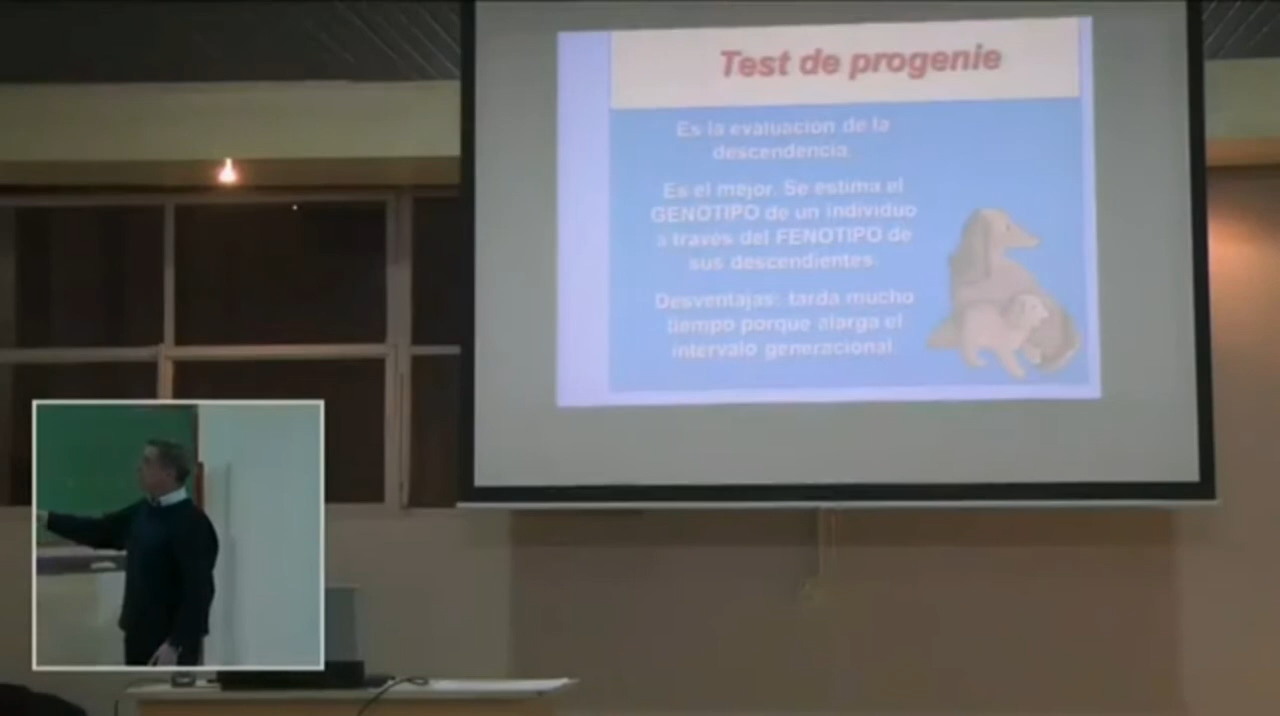 Test de progenie
Es la evaluacion de la
descendencia.
Es el mejor. Se estima el
GENOTIPO de un individuo
a traves del FENOTIPO de
sus descendientes.
Desventajas: tarda mucho
tiempo porque alarga el
intervalo generacional.